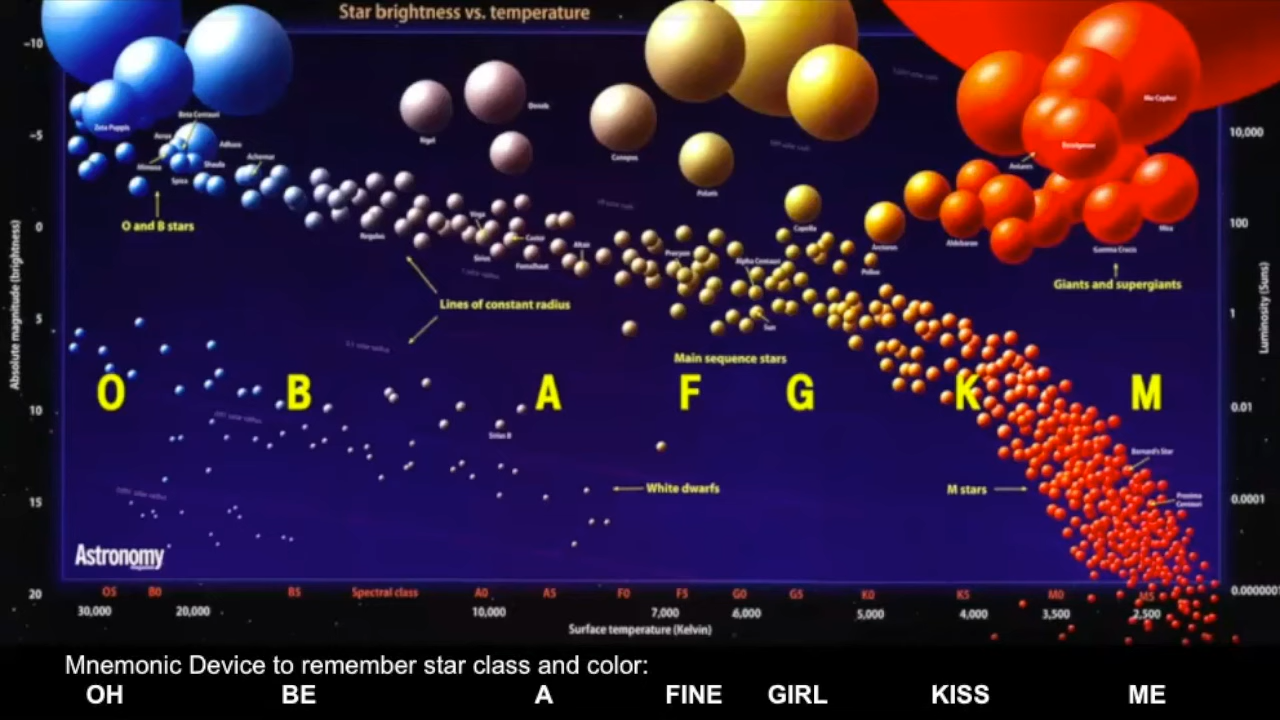 Star brightness vs. temperature
-10
-5
0
5
10
15
20
Absolute magnitude (brightness)
10,000
100
1
0.01
0.0001
Luminosity (Suns)
Zeta Puppis
Beta Centauri
Adhara
Mimosa
Shaula
Spica
Achernar
O and B stars
Rigel
Deneb
Canopus
Polaris
Capella
Regulus
Vega
Sirius
Castor
Fomalhaut
Altair
Procyon
Alpha Centauri
Sun
Pollux
Arcturus
Aldebaran
Antares
Betelgeuse
Mu Cephei
Gamma Crucis
Mira
Giants and supergiants
Lines of constant radius
Main sequence stars
O B A F G K M
Sirius B
White dwarfs
M stars
Barnard's Star
Proxima
Centauri
Astronomy
O5 B0 B5 Spectral class A0 A5 F0 F5 G0 G5 K0 K5 M0 M5
30,000 20,000 10,000 7,000 6,000 5,000 4,000 3,500 2,500
Surface temperature (Kelvin)
Mnemonic Device to remember star class and color:
OH BE A FINE GIRL KISS ME